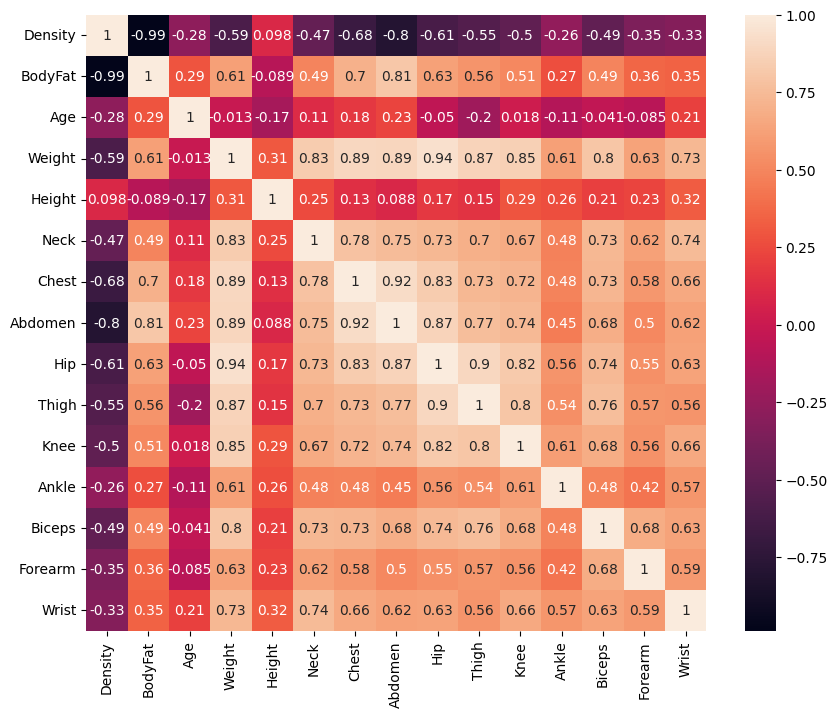 Density 1 -0.99 -0.28 -0.59 0.098 -0.47 -0.68 -0.8 -0.61 -0.55 -0.5 -0.26 -0.49 -0.35 -0.33
BodyFat -0.99 1 0.29 0.61 -0.089 0.49 0.7 0.81 0.63 0.56 0.51 0.27 0.49 0.36 0.35
Age -0.28 0.29 1 -0.013 -0.17 0.11 0.18 0.23 -0.05 -0.2 0.018 -0.11 -0.041 -0.085 0.21
Weight -0.59 0.61 -0.013 1 0.31 0.83 0.89 0.89 0.94 0.87 0.85 0.61 0.8 0.63 0.73
Height 0.098 -0.089 -0.17 0.31 1 0.25 0.13 0.088 0.17 0.15 0.29 0.26 0.21 0.23 0.32
Neck -0.47 0.49 0.11 0.83 0.25 1 0.78 0.75 0.73 0.7 0.67 0.48 0.73 0.62 0.74
Chest -0.68 0.7 0.18 0.89 0.13 0.78 1 0.92 0.83 0.73 0.72 0.48 0.73 0.58 0.66
Abdomen -0.8 0.81 0.23 0.89 0.088 0.75 0.92 1 0.87 0.77 0.74 0.45 0.68 0.5 0.62
Hip -0.61 0.63 -0.05 0.94 0.17 0.73 0.83 0.87 1 0.9 0.82 0.56 0.74 0.55 0.63
Thigh -0.55 0.56 -0.2 0.87 0.15 0.7 0.73 0.77 0.9 1 0.8 0.54 0.76 0.57 0.56
Knee -0.5 0.51 0.018 0.85 0.29 0.67 0.72 0.74 0.82 0.8 1 0.61 0.68 0.56 0.66
Ankle -0.26 0.27 -0.11 0.61 0.26 0.48 0.48 0.45 0.56 0.54 0.61 1 0.48 0.42 0.57
Biceps -0.49 0.49 -0.041 0.8 0.21 0.73 0.73 0.68 0.74 0.76 0.68 0.48 1 0.68 0.63
Forearm -0.35 0.36 -0.085 0.63 0.23 0.62 0.58 0.5 0.55 0.57 0.56 0.42 0.68 1 0.59
Wrist -0.33 0.35 0.21 0.73 0.32 0.74 0.66 0.62 0.63 0.56 0.66 0.57 0.63 0.59 1
Density BodyFat Age Weight Height Neck Chest Abdomen Hip Thigh Knee Ankle Biceps Forearm Wrist
1.00
0.75
0.50
0.25
0.00
−0.25
−0.50
−0.75